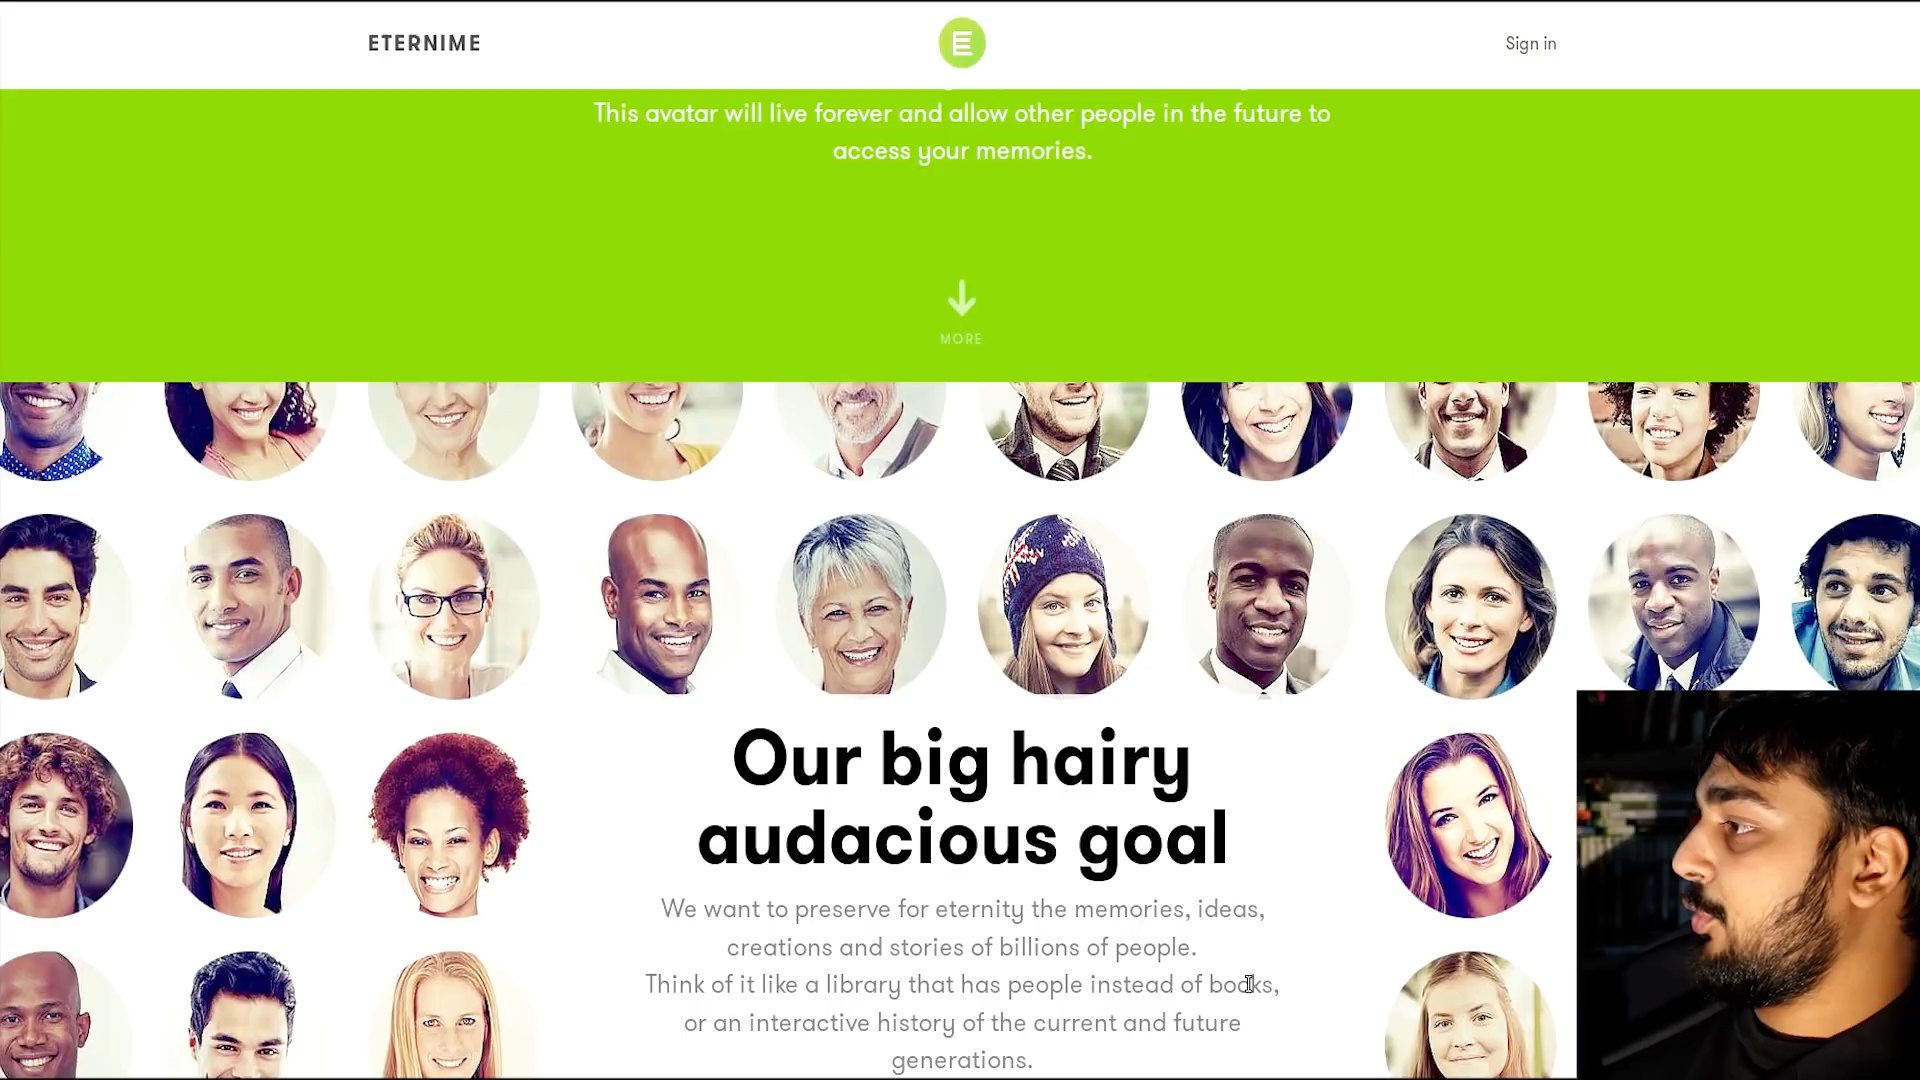 ETERNIME
E
Sign in
This avatar will live forever and allow other people in the future to
access your memories.
MORE
Our big hairy
audacious goal
We want to preserve for eternity the memories, ideas,
creations and stories of billions of people.
Think of it like a library that has people instead of books,
or an interactive history of the current and future
generations.